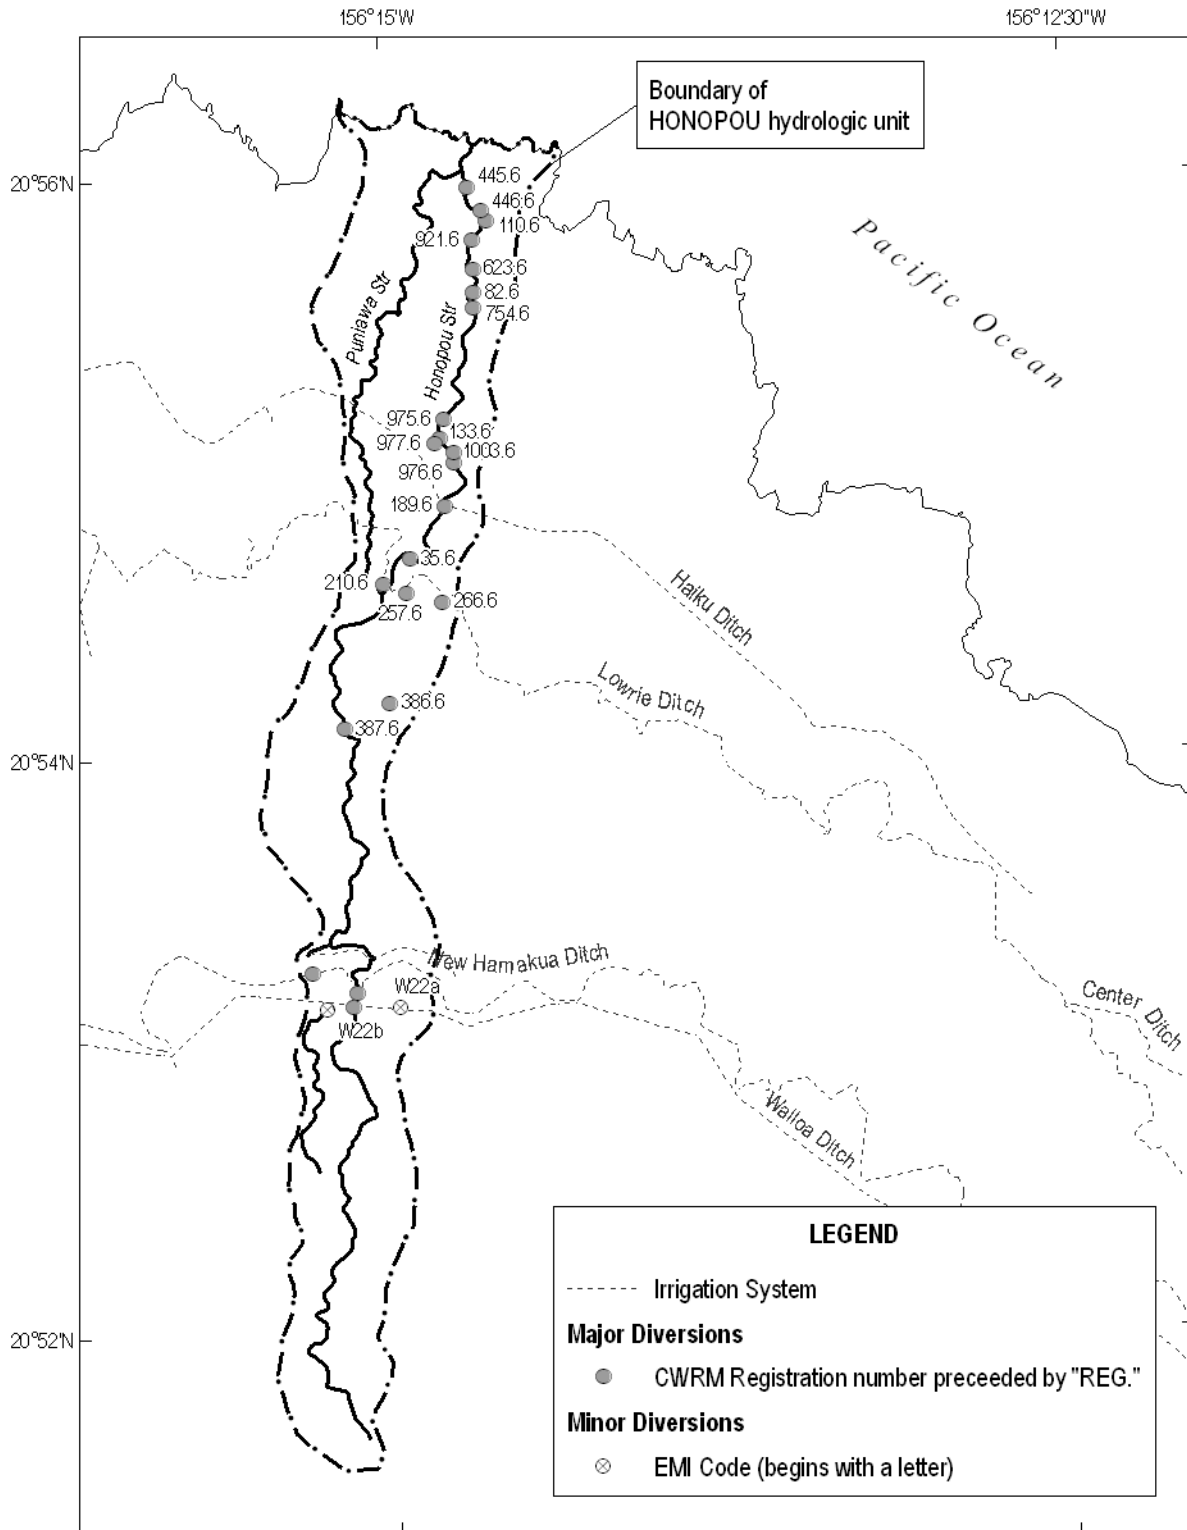 156°15'W
156°12'30"W
Boundary of
HONOPOU hydrologic unit
20°56'N
445.6
446.6
110.6
921.6
623.6
82.6
754.6
Pacific Ocean
Puniawa Str
Honopou Str
975.6
133.6
977.6
1003.6
976.6
189.6
35.6
210.6
257.6
266.6
Haiku Ditch
Lowrie Ditch
386.6
387.6
20°54'N
New Hamakua Ditch
W22a
W22b
Center Ditch
Wailoa Ditch
LEGEND
Irrigation System
Major Diversions
CWRM Registration number preceeded by "REG."
Minor Diversions
EMI Code (begins with a letter)
20°52'N